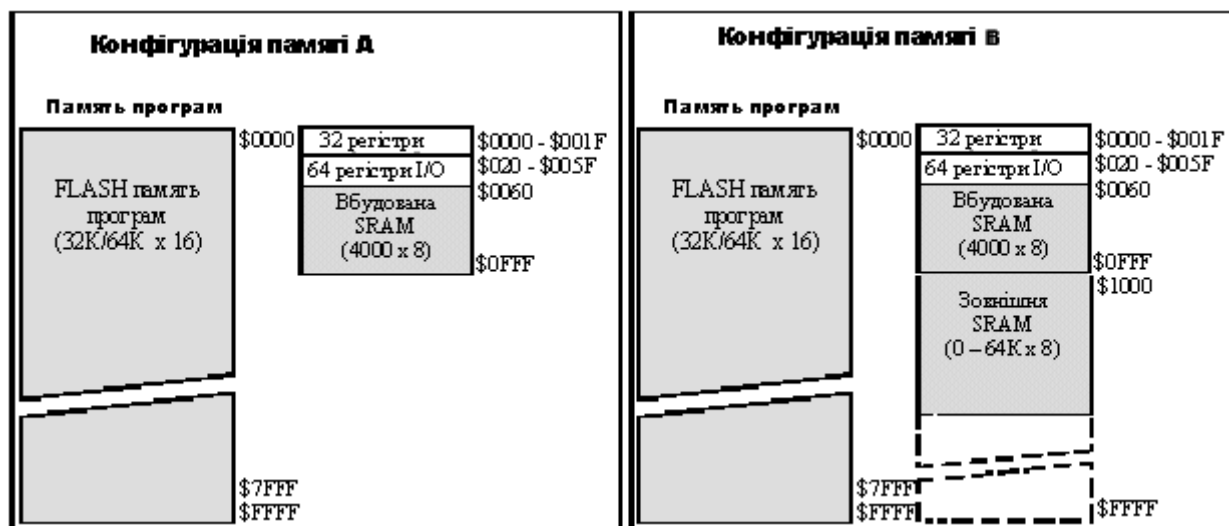 Конфігурація памягі А
Память програм
$0000
FLASH память
програм
(32K/64K x 16)
$7FFF
$FFFF
32 регістри
$0000 - $001F
64 регістри I/O
$020 - $005F
$0060
Вбудована
SRAM
(4000 x 8)
$0FFF
Конфігурація памягі В
Память програм
$0000
FLASH память
програм
(32K/64K x 16)
$7FFF
$FFFF
32 регістри
$0000 - $001F
64 регістри I/O
$020 - $005F
$0060
Вбудована
SRAM
(4000 x 8)
$0FFF
$1000
Зовнішня
SRAM
(0 – 64K x 8)
$FFFF